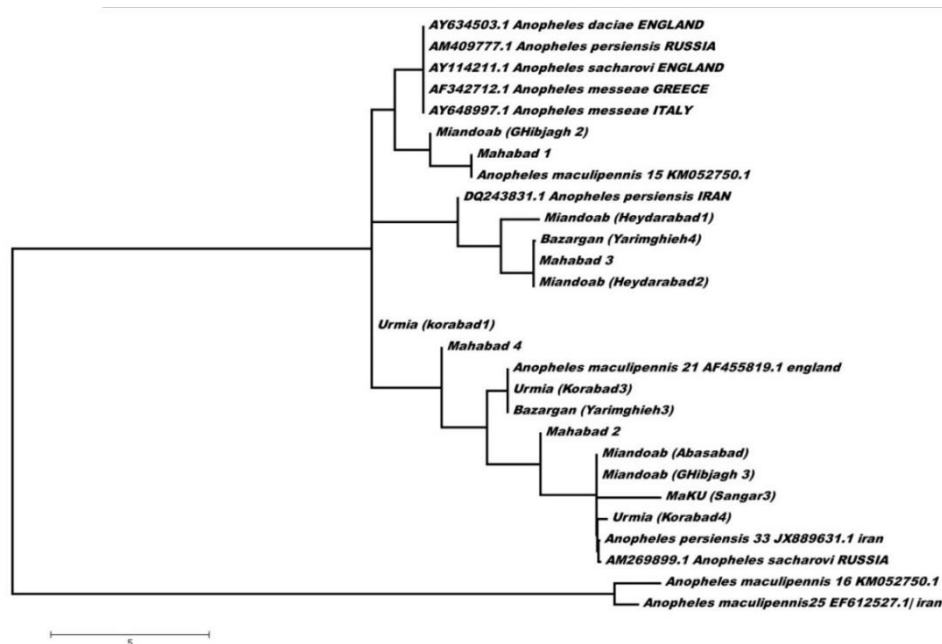 AY634503.1 Anopheles daciae ENGLAND
AM409777.1 Anopheles persiensis RUSSIA
AY114211.1 Anopheles sacharovi ENGLAND
AF342712.1 Anopheles messeae GREECE
AY648997.1 Anopheles messeae ITALY
Miandoab (GHibjagh 2)
Mahabad 1
Anopheles maculipennis 15 KM052750.1
DQ243831.1 Anopheles persiensis IRAN
Miandoab (Heydarabad1)
Bazargan (Yarimghieh4)
Mahabad 3
Miandoab (Heydarabad2)
Urmia (korabad1)
Mahabad 4
Anopheles maculipennis 21 AF455819.1 england
Urmia (Korabad3)
Bazargan (Yarimghieh3)
Mahabad 2
Miandoab (Abasabad)
Miandoab (GHibjagh 3)
MaKU (Sangar3)
Urmia (Korabad4)
Anopheles persiensis 33 JX889631.1 iran
AM269899.1 Anopheles sacharovi RUSSIA
Anopheles maculipennis 16 KM052750.1
Anopheles maculipennis25 EF612527.1| iran
5